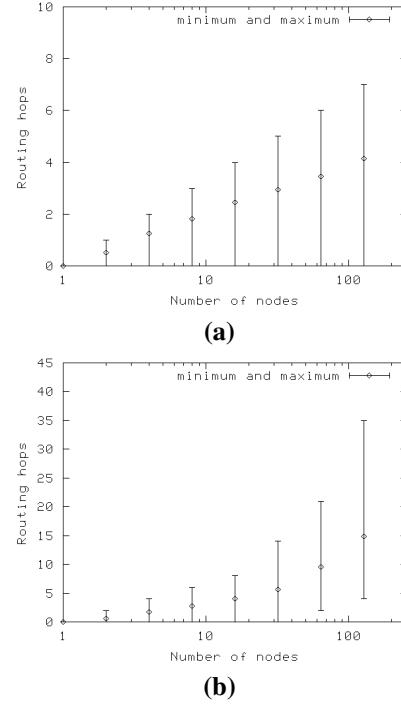 10
minimum and maximum
8
6
4
2
0
Routing hops
1
10
100
Number of nodes
(a)
45
minimum and maximum
40
35
30
25
20
15
10
5
0
Routing hops
1
10
100
Number of nodes
(b)